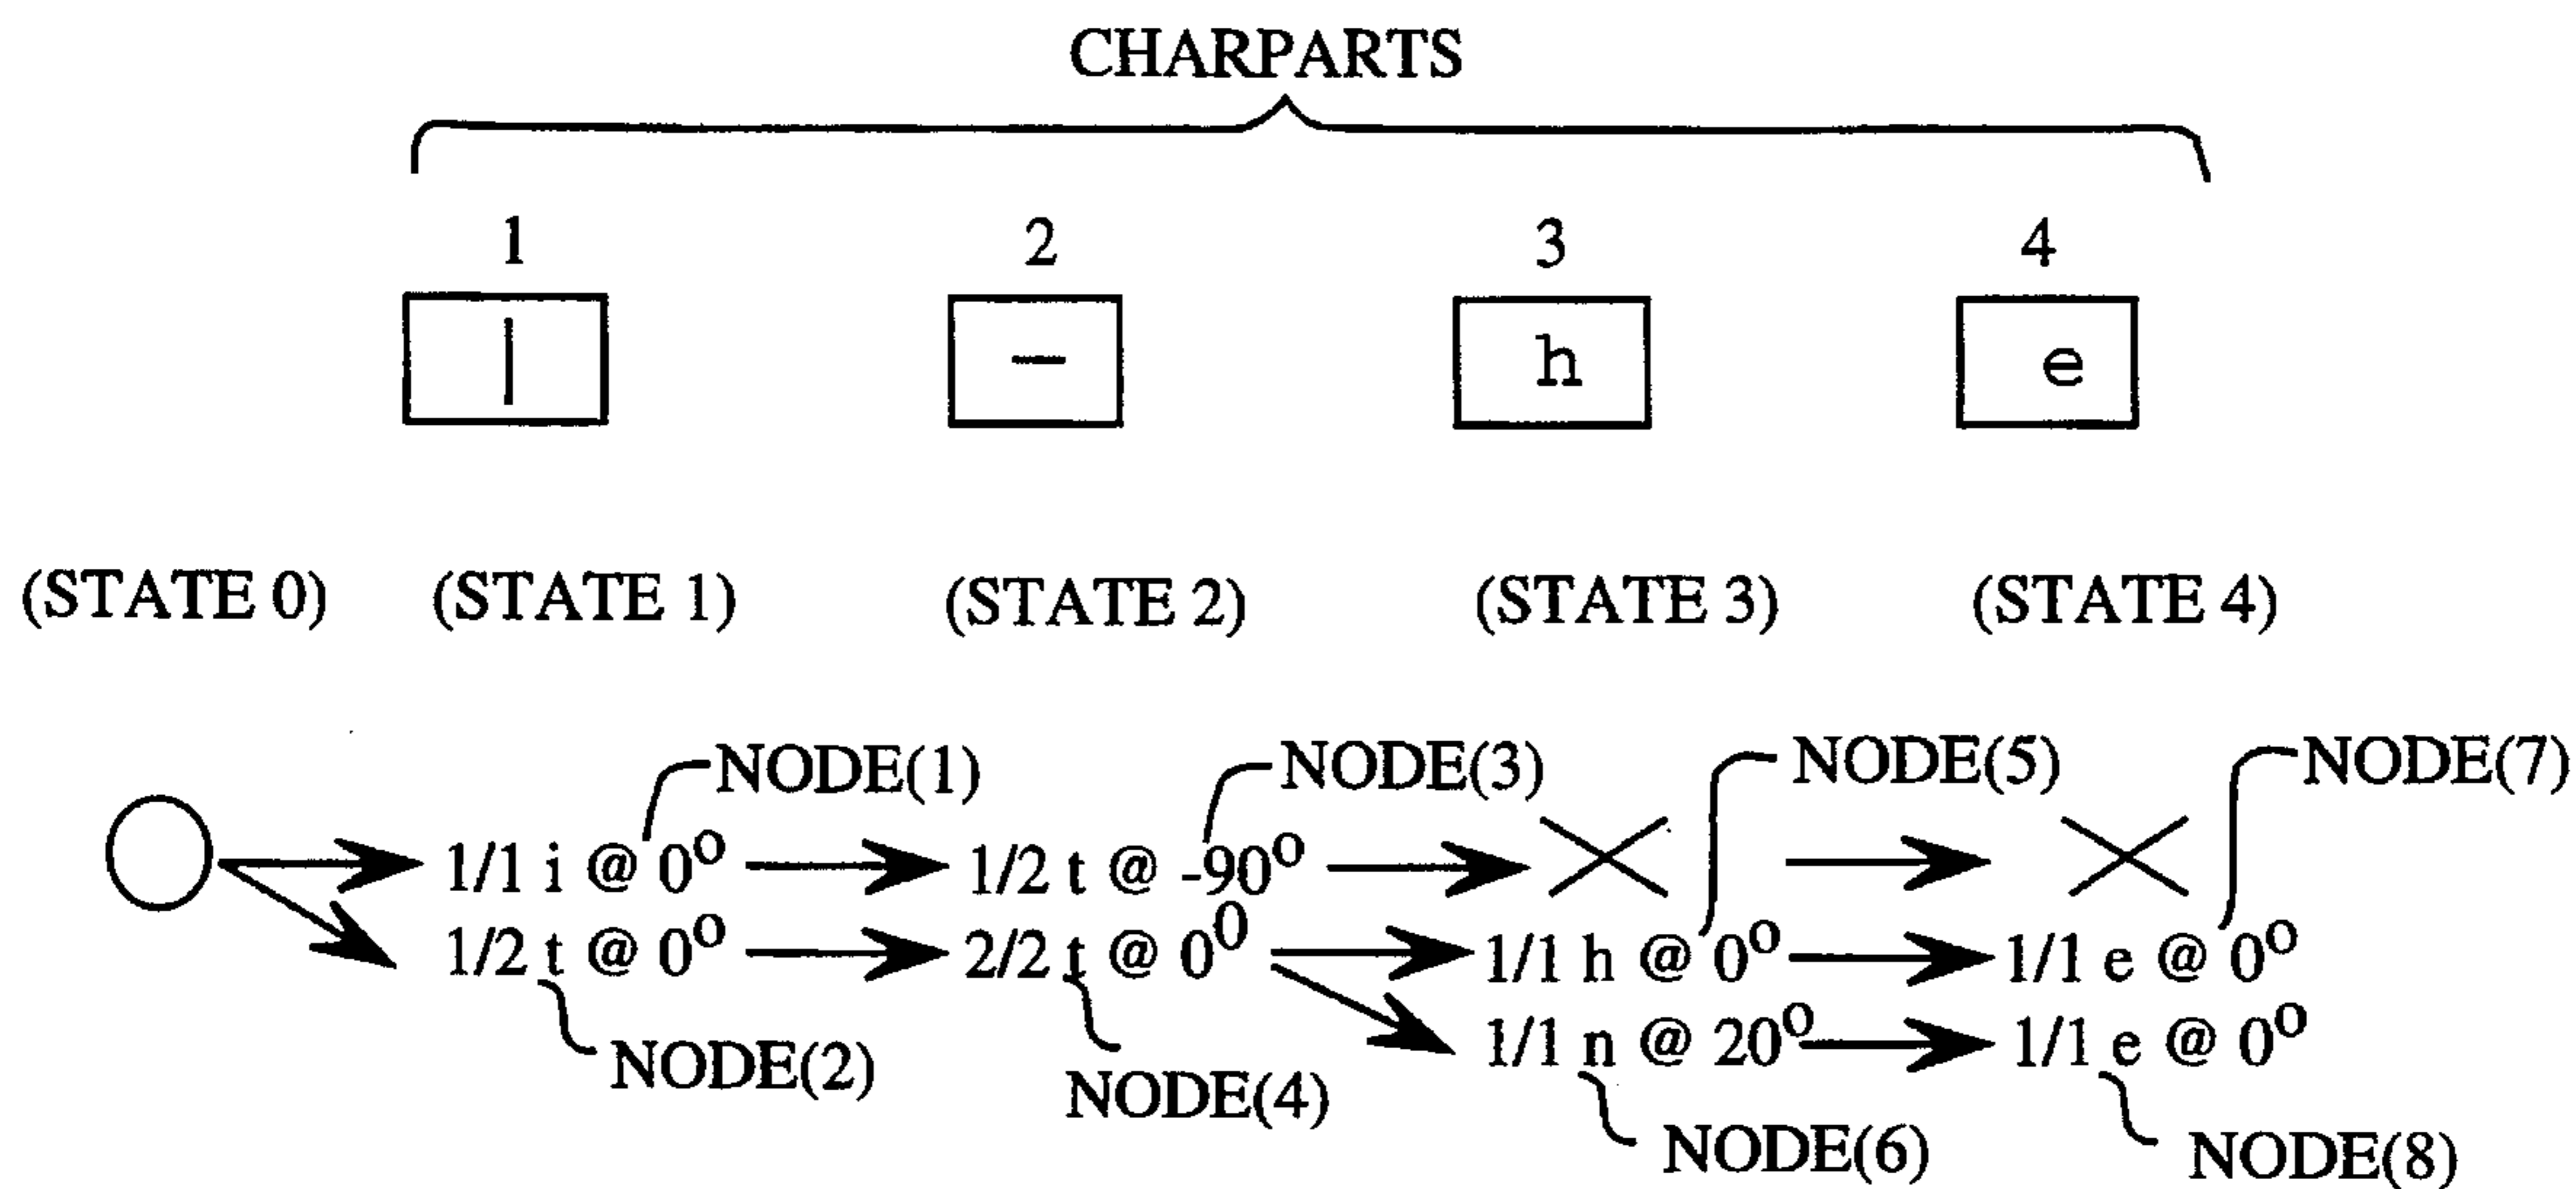 CHARPARTS
1 2 3 4
| — h e
(STATE 0) (STATE 1) (STATE 2) (STATE 3) (STATE 4)
NODE(1) NODE(3) NODE(5) NODE(7)
1/1 i @ 0° 1/2 t @ -90°
1/2 t @ 0° 2/2 t @ 0° 1/1 h @ 0° 1/1 e @ 0°
1/1 n @ 20° 1/1 e @ 0°
NODE(2) NODE(4) NODE(6) NODE(8)